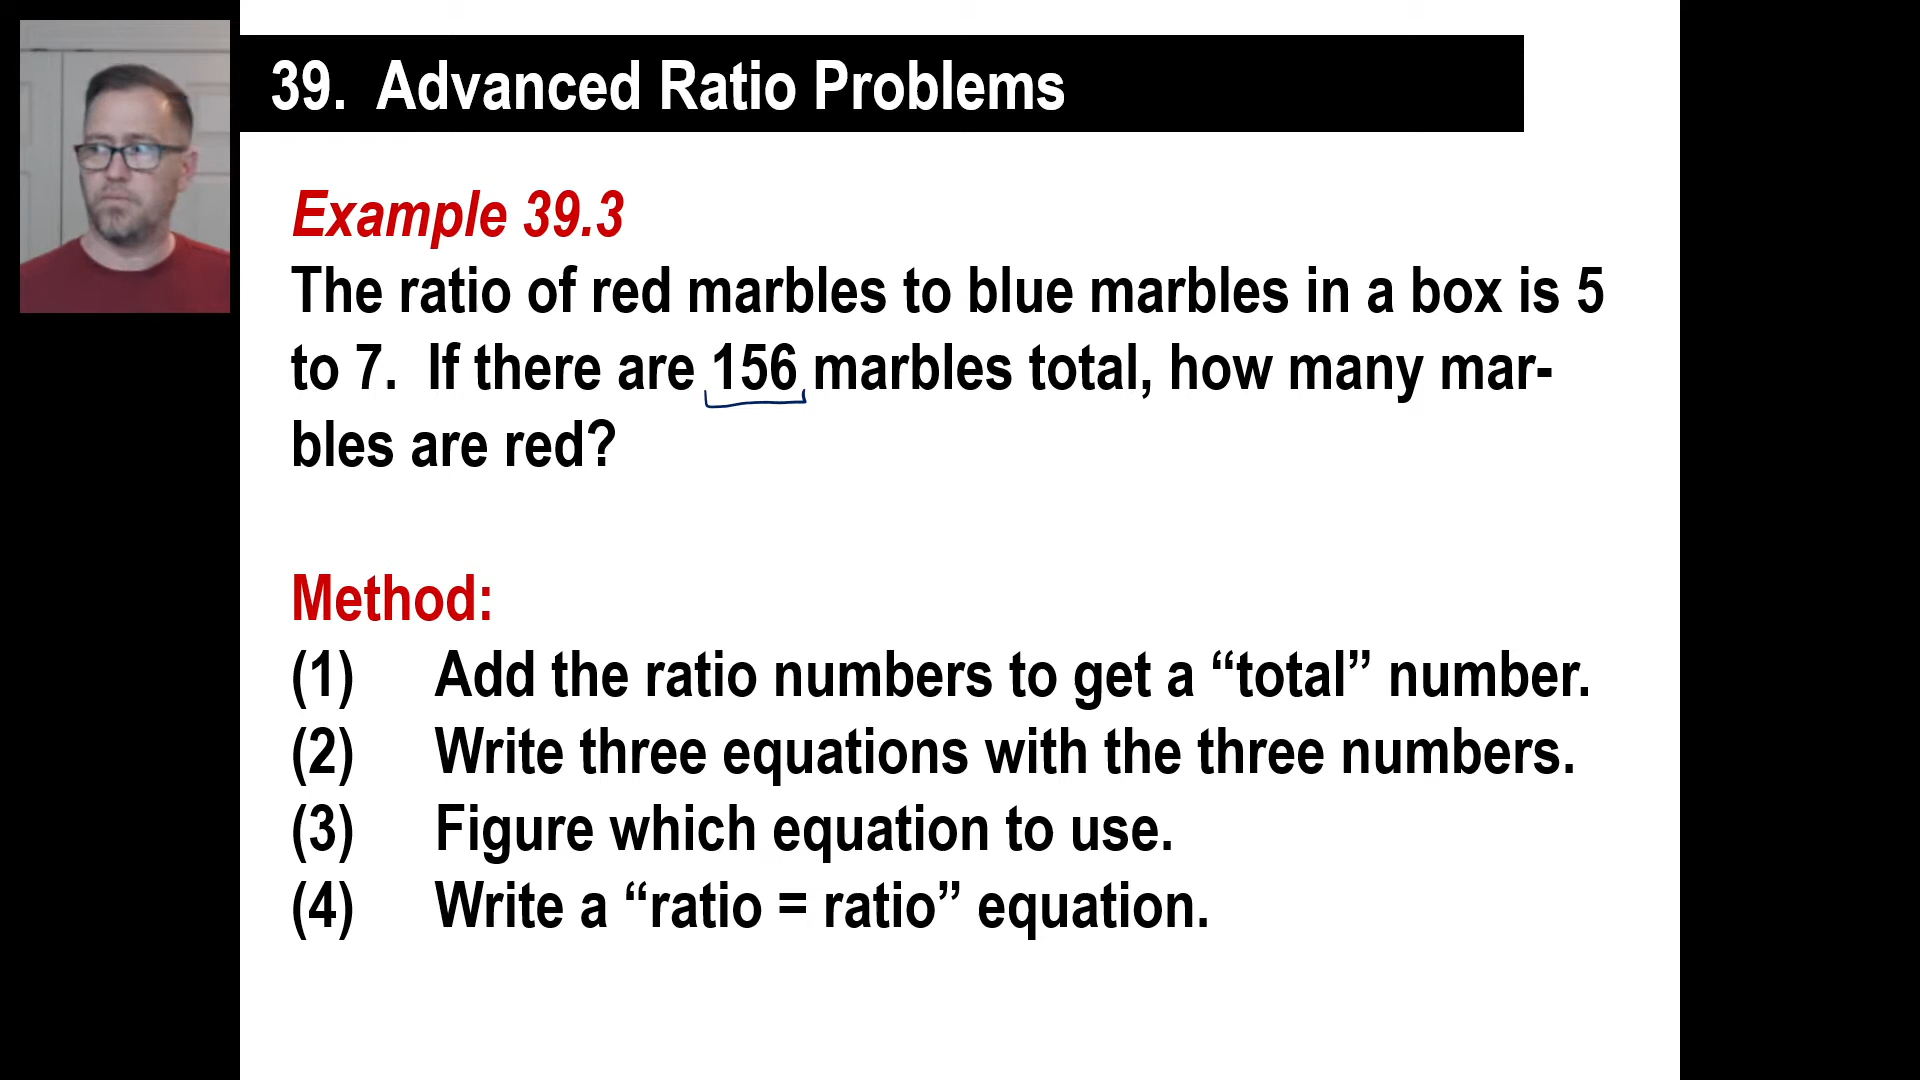 39. Advanced Ratio Problems
Example 39.3
The ratio of red marbles to blue marbles in a box is 5
to 7. If there are 156 marbles total, how many mar-
bles are red?
Method:
(1) Add the ratio numbers to get a “total” number.
(2) Write three equations with the three numbers.
(3) Figure which equation to use.
(4) Write a “ratio = ratio” equation.